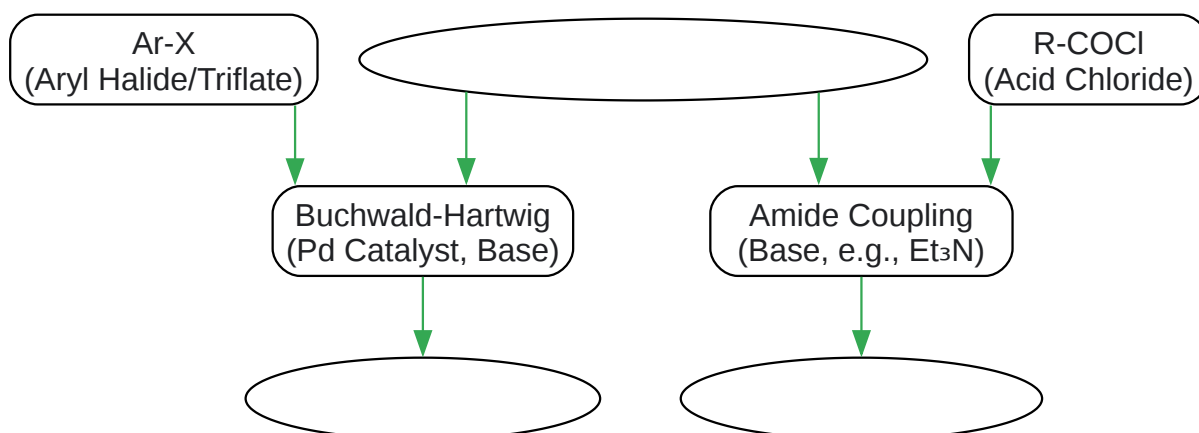 Ar-X
(Aryl Halide/Triflate)
R-COCl
(Acid Chloride)
Buchwald-Hartwig
(Pd Catalyst, Base)
Amide Coupling
(Base, e.g., Et₃N)